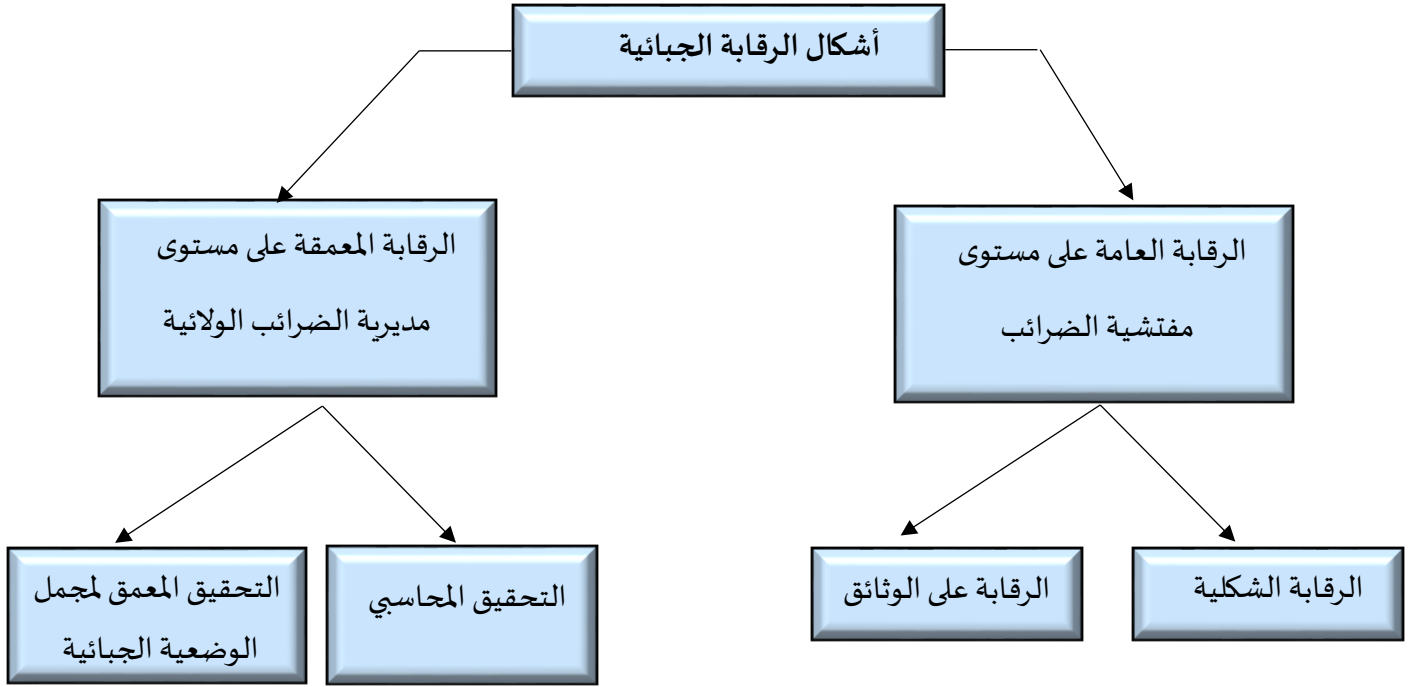 أشكال الرقابة الجبائية
الرقابة العامة على مستوى
مفتشية الضرائب
الرقابة المعمقة على مستوى
مديرية الضرائب الولائية
الرقابة الشكلية
الرقابة على الوثائق
التحقيق المحاسبي
التحقيق المعمق لمجمل
الوضعية الجبائية